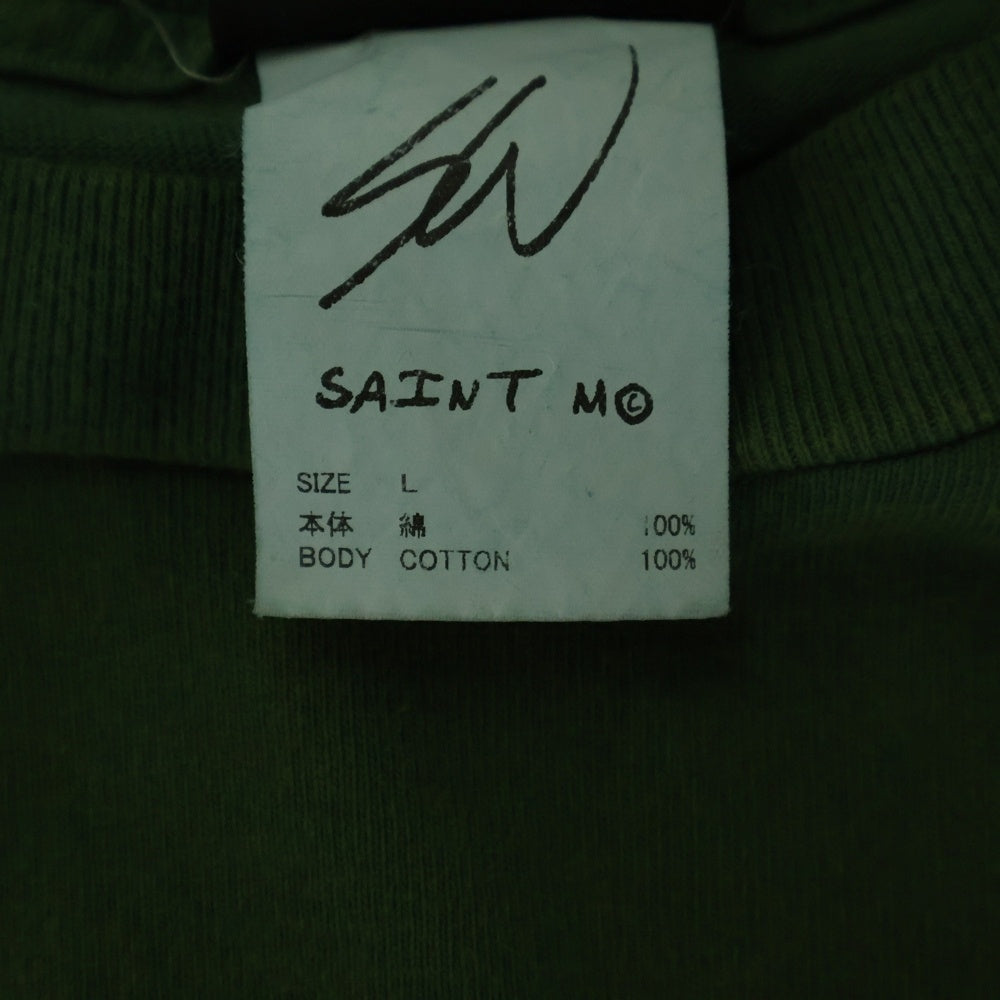 SAINT M©
SIZE L
本体 綿 100%
BODY COTTON 100%